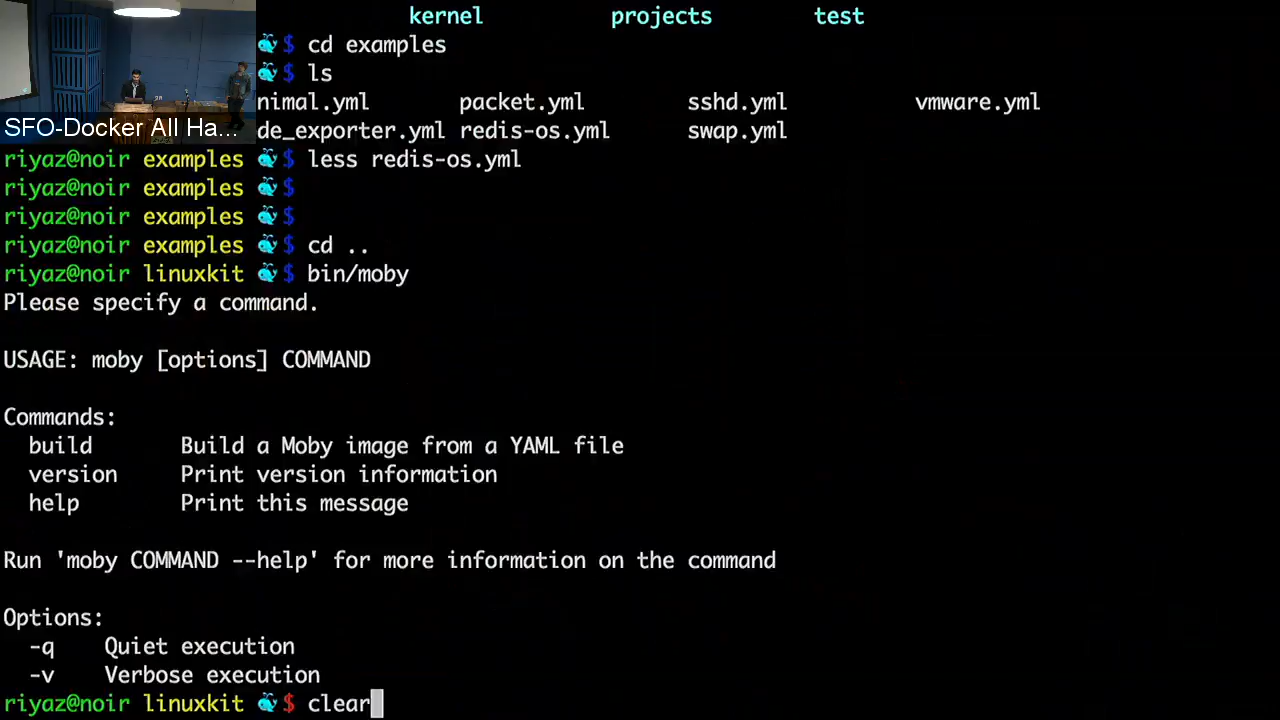 kernel projects test
$ cd examples
$ ls
nimal.yml packet.yml sshd.yml vmware.yml
de_exporter.yml redis-os.yml swap.yml
SFO-Docker All Ha...
riyaz@noir examples $ less redis-os.yml
riyaz@noir examples $
riyaz@noir examples $
riyaz@noir examples $ cd ..
riyaz@noir linuxkit $ bin/moby
Please specify a command.
USAGE: moby [options] COMMAND
Commands:
build Build a Moby image from a YAML file
version Print version information
help Print this message
Run 'moby COMMAND --help' for more information on the command
Options:
-q Quiet execution
-v Verbose execution
riyaz@noir linuxkit $ clear